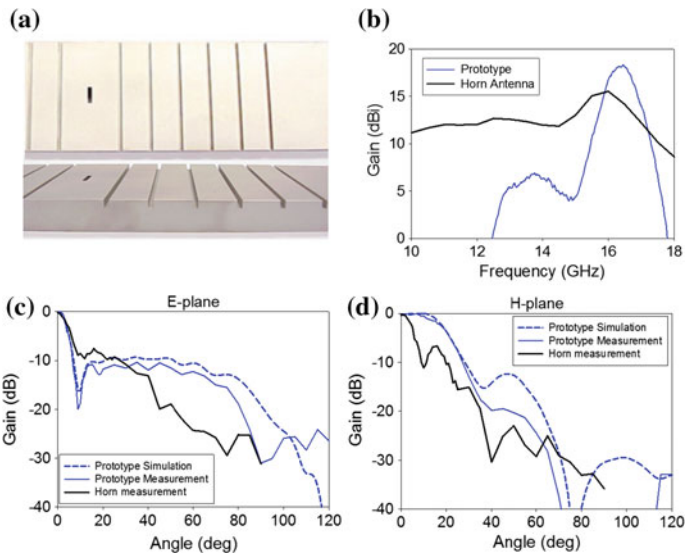 (a)
(b)
20
15
10
5
0
Gain (dBi)
Prototype
Horn Antenna
10 12 14 16 18
Frequency (GHz)
(c)
E-plane
0
-10
-20
-30
-40
Gain (dB)
Prototype Simulation
Prototype Measurement
Horn measurement
0 20 40 60 80 100 120
Angle (deg)
(d)
H-plane
0
-10
-20
-30
-40
Gain (dB)
Prototype Simulation
Prototype Measurement
Horn measurement
0 20 40 60 80 100 120
Angle (deg)